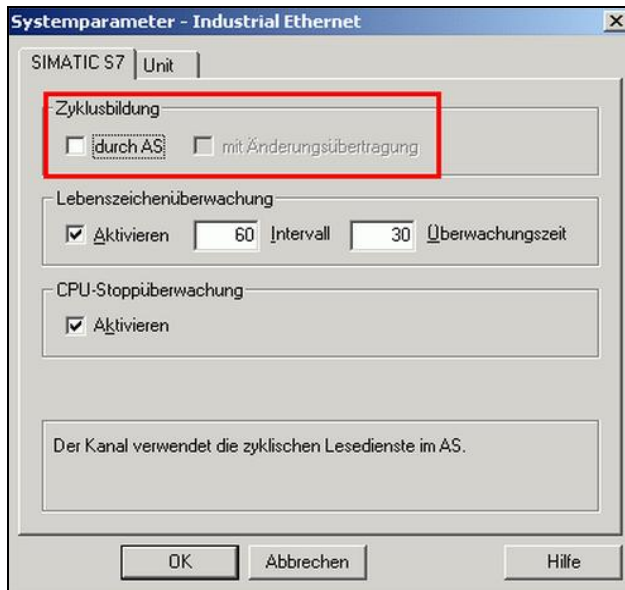 Systemparameter - Industrial Ethernet
SIMATIC S7 Unit
Zyklusbildung
durch AS mit Änderungsübertragung
Lebenszeichenüberwachung
Aktivieren 60 Intervall 30 Überwachungszeit
CPU-Stoppüberwachung
Aktivieren
Der Kanal verwendet die zyklischen Lesedienste im AS.
OK Abbrechen Hilfe